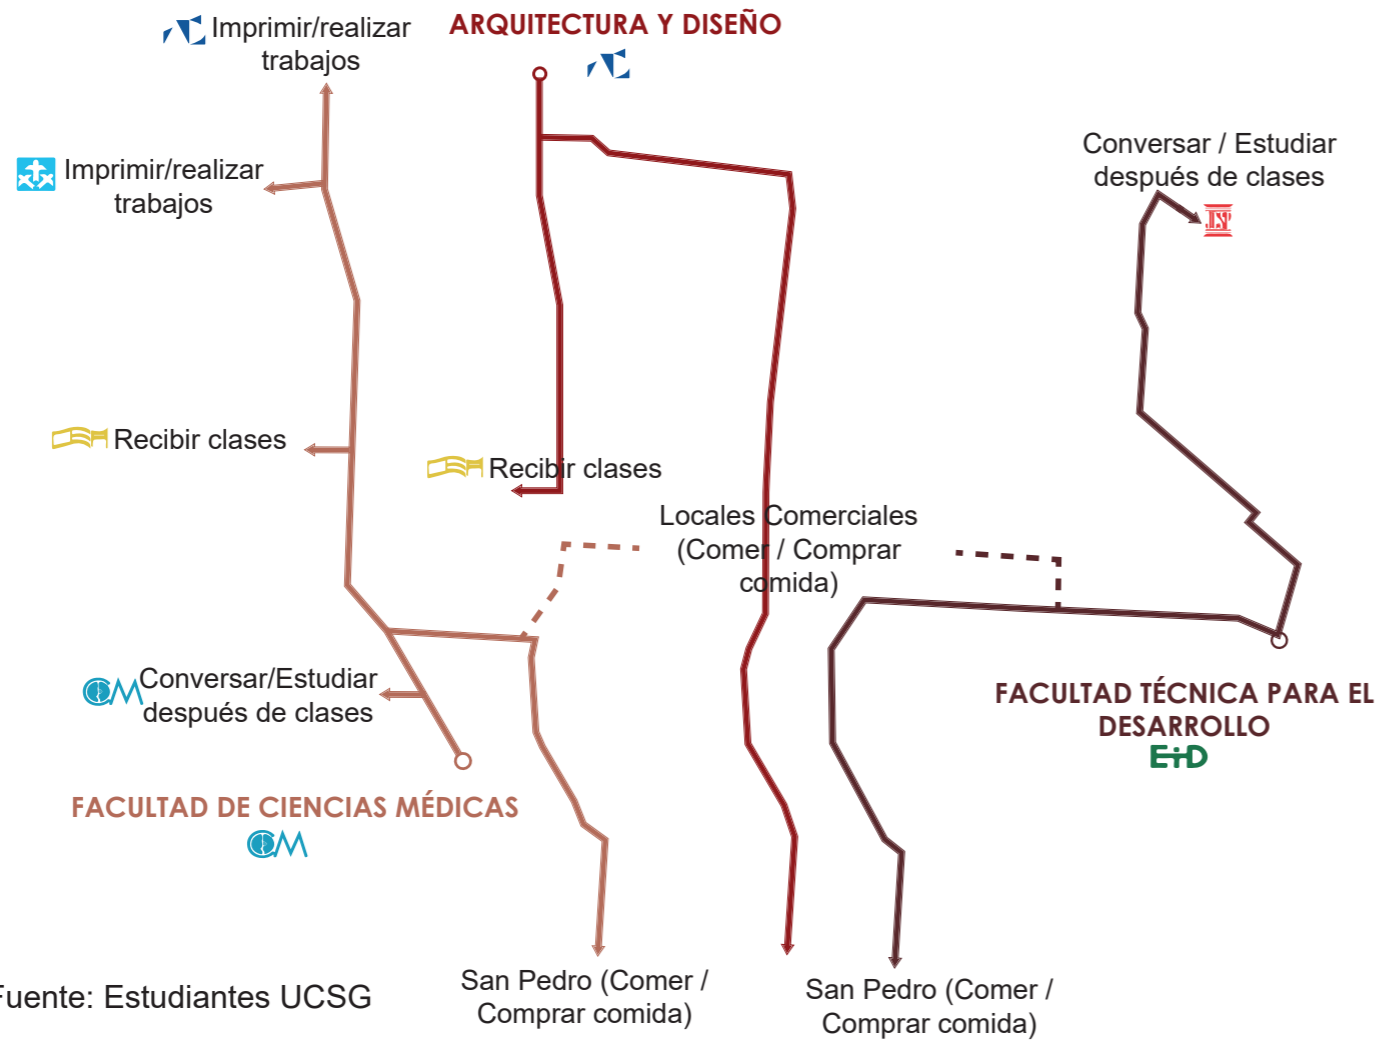 Imprimir/realizar
trabajos
ARQUITECTURA Y DISEÑO
Conversar / Estudiar
después de clases
JSP
Imprimir/realizar
trabajos
Recibir clases
Recibir clases
Locales Comerciales
(Comer / Comprar
comida)
Conversar/Estudiar
después de clases
FACULTAD TÉCNICA PARA EL
DESARROLLO
FACULTAD DE CIENCIAS MÉDICAS
San Pedro (Comer /
Comprar comida)
San Pedro (Comer /
Comprar comida)
Fuente: Estudiantes UCSG